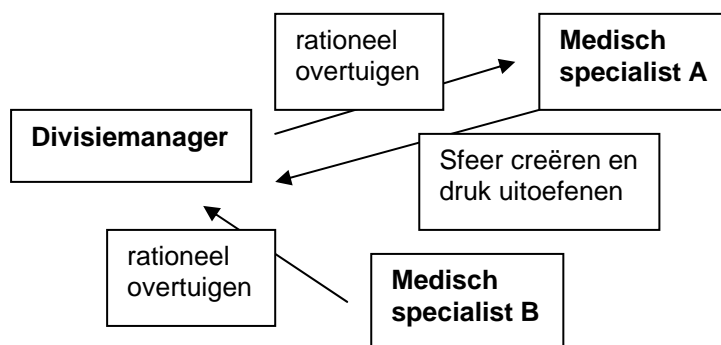 rationeel
overtuigen
Medisch
specialist A
Divisiemanager
Sfeer creëren en
druk uitoefenen
rationeel
overtuigen
Medisch
specialist B